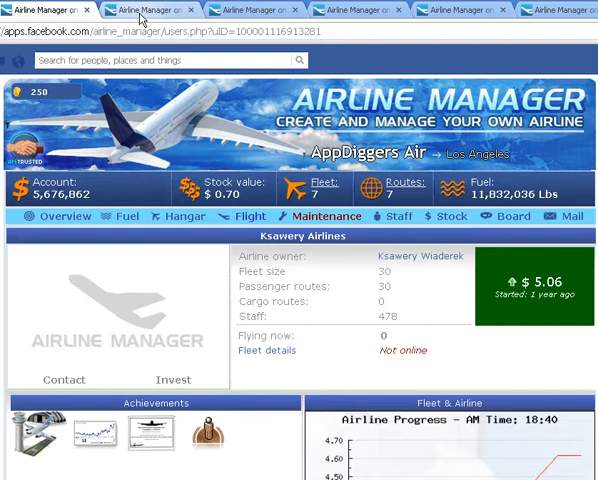 Airline Manager on ×
Airline Manager on ×
Airline Manager on ×
Airline Manager on ×
Airline Manager on ×
Airline M
//apps.facebook.com/airline_manager/users.php?uID=100001116913281
Search for people, places and things
250
AIRLINE MANAGER
CREATE AND MANAGE YOUR OWN AIRLINE
AppDiggers Air → Los Angeles
AM TRUSTED
Account: 5,676,862
Stock value: $ 0.70
Fleet: 7
Routes: 7
Fuel: 11,832,036 Lbs
Overview Fuel Hangar Flight Maintenance Staff $ Stock Board Mail
Ksawery Airlines
Airline owner: Ksawery Wiaderek
Fleet size 30
Passenger routes: 30
Cargo routes: 0
Staff: 478
Flying now: 0
Fleet details Not online
$ 5.06
Started: 1 year ago
AIRLINE MANAGER
Contact Invest
Achievements
Fleet & Airline
Airline Progress - AM Time: 18:40
4.70
4.60
4.50